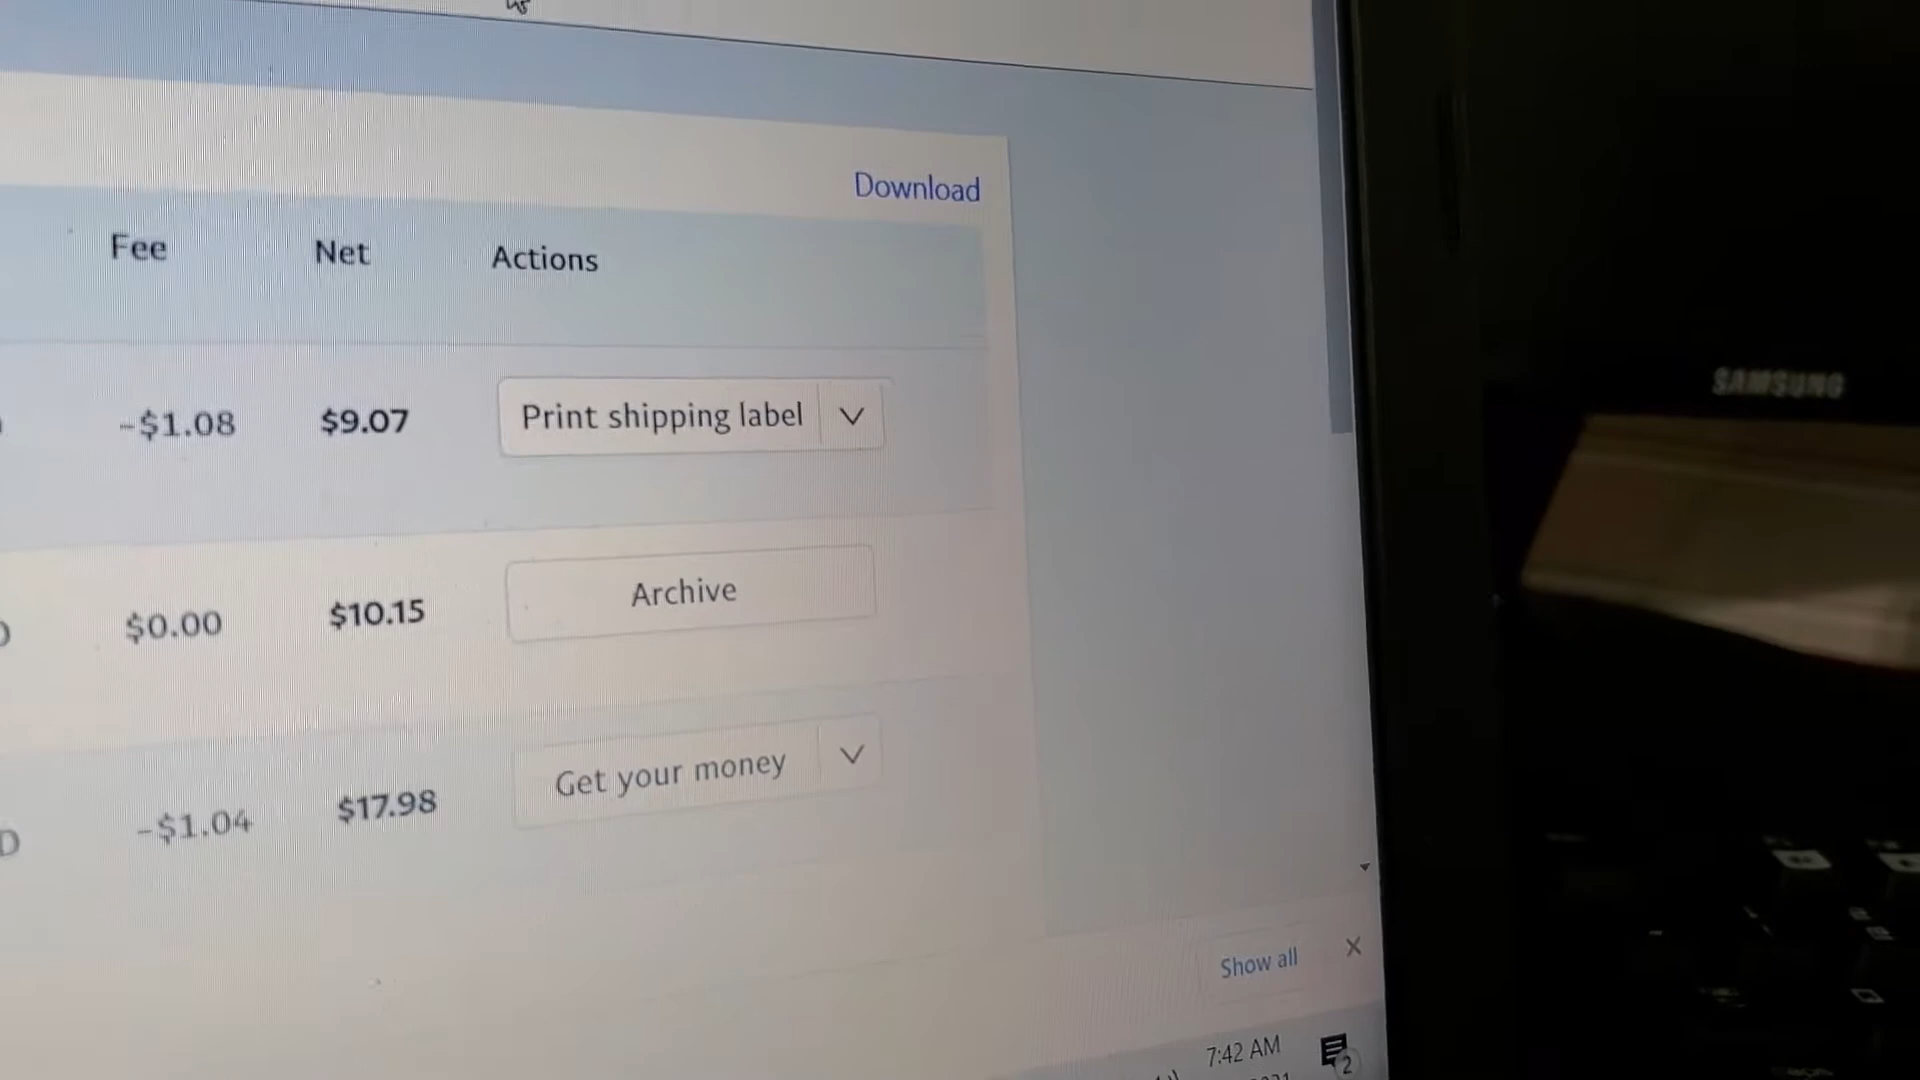 Download
Fee Net Actions
-$1.08 $9.07 Print shipping label
$0.00 $10.15 Archive
D -$1.04 $17.98 Get your money
Show all
7:42 AM
2
SAMSUNG